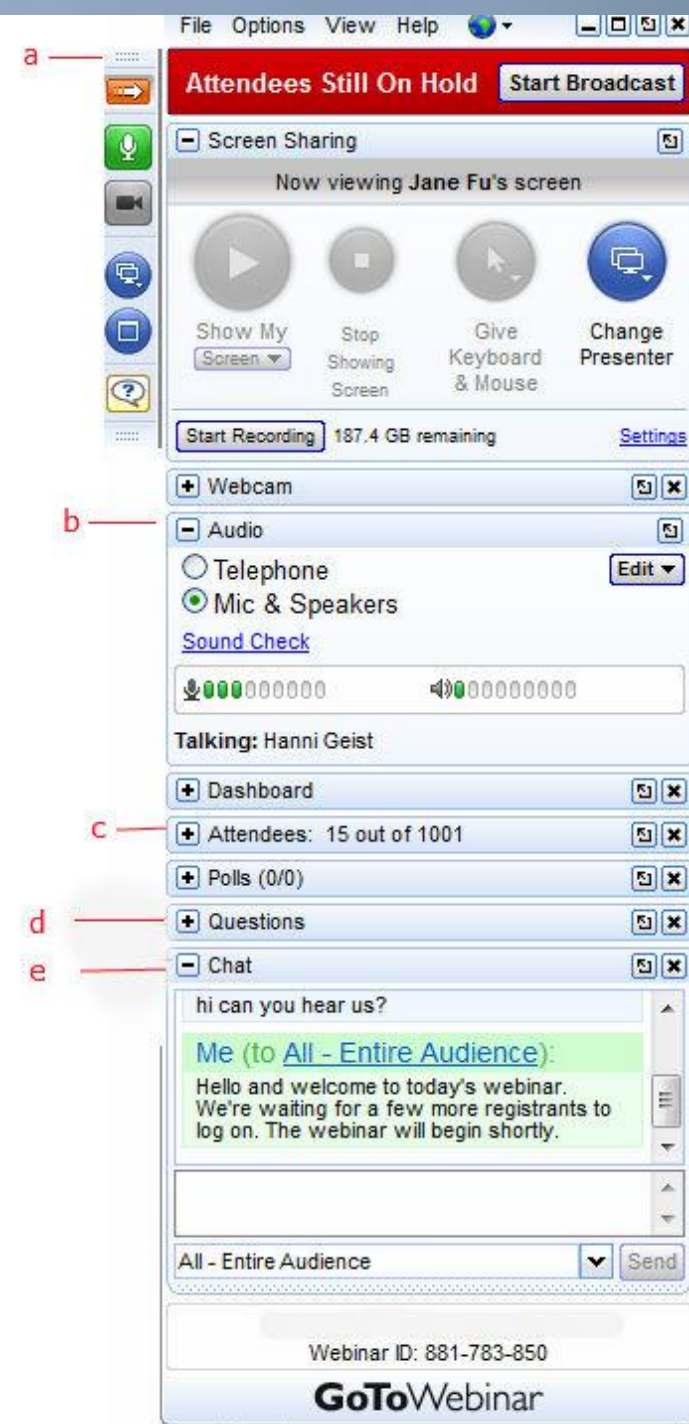 File Options View Help
a
Attendees Still On Hold Start Broadcast
Screen Sharing
Now viewing Jane Fu's screen
Show My
Screen
Stop
Showing
Screen
Give
Keyboard
& Mouse
Change
Presenter
Start Recording 187.4 GB remaining Settings
Webcam
b
Audio
Telephone Edit
Mic & Speakers
Sound Check
Talking: Hanni Geist
Dashboard
c
Attendees: 15 out of 1001
Polls (0/0)
d
Questions
e
Chat
hi can you hear us?
Me (to All - Entire Audience):
Hello and welcome to today's webinar.
We're waiting for a few more registrants to
log on. The webinar will begin shortly.
All - Entire Audience Send
Webinar ID: 881-783-850
GoToWebinar